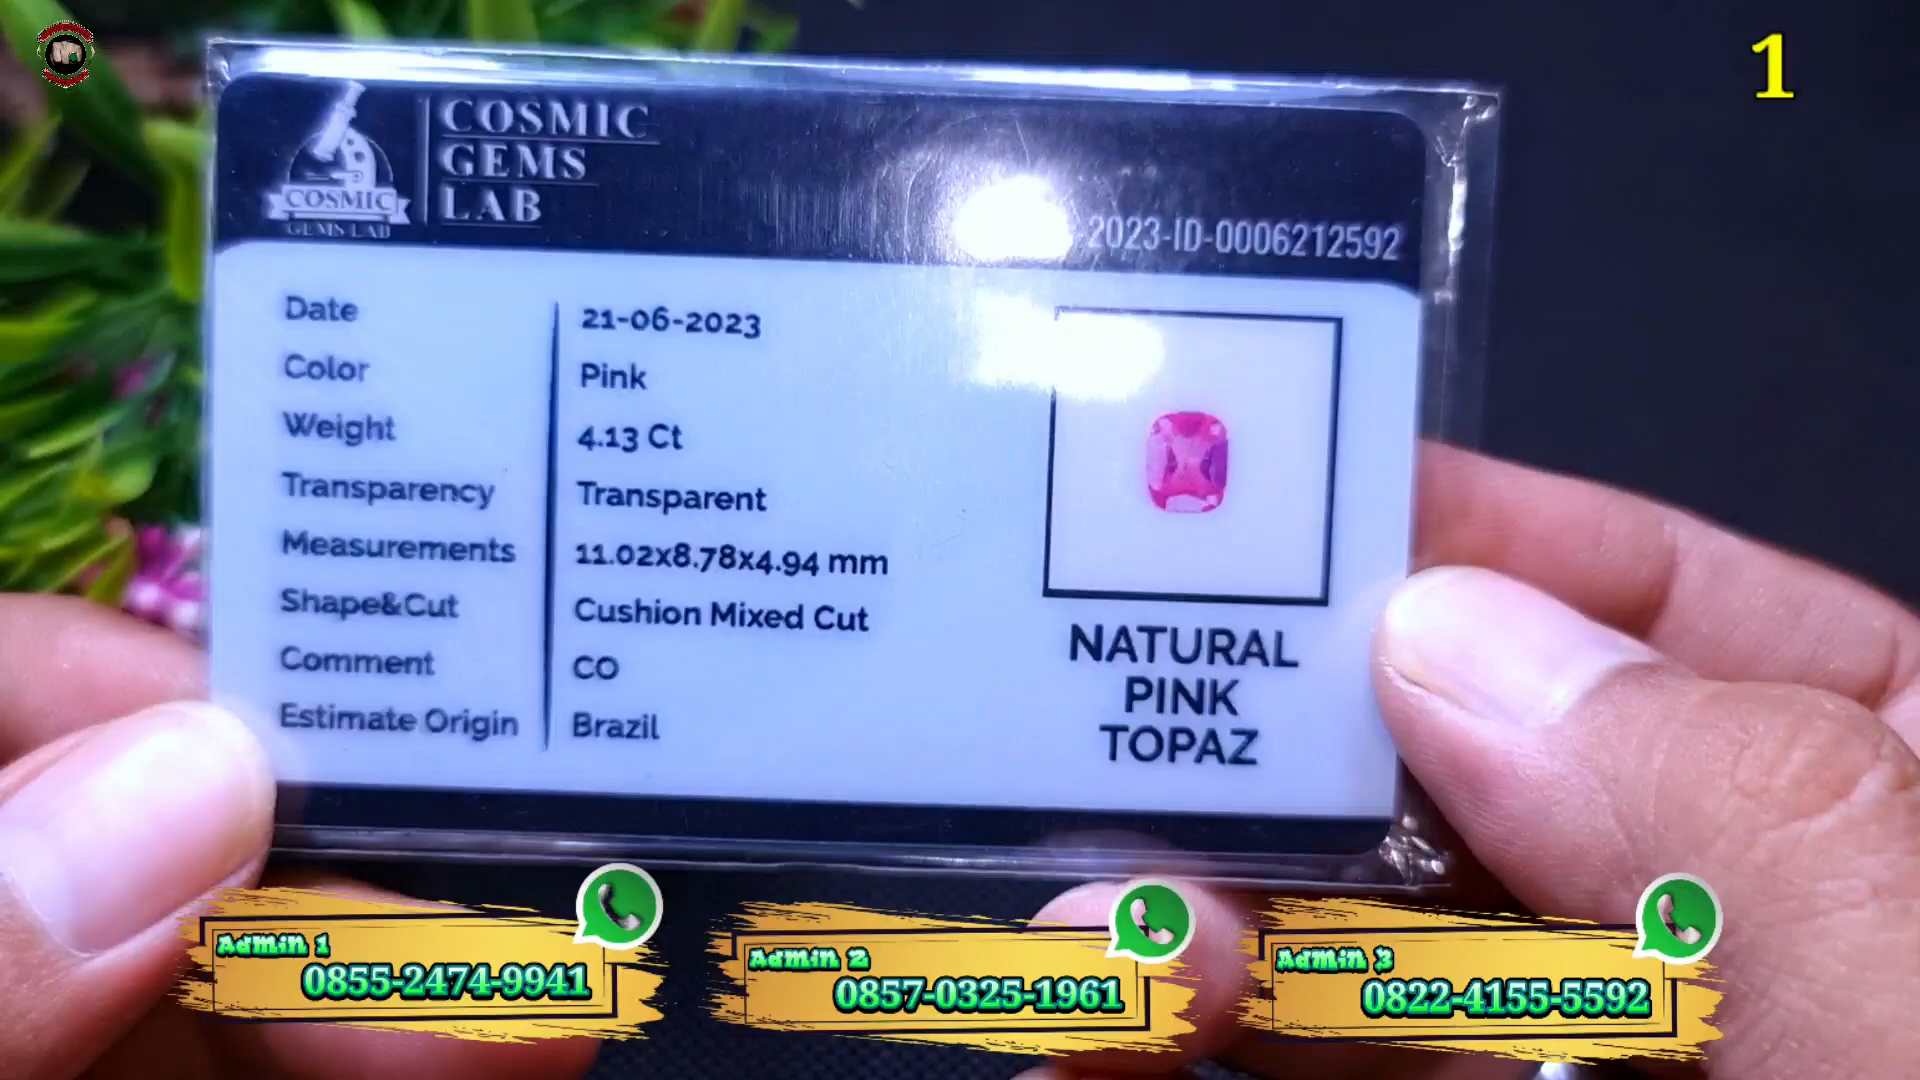 1
COSMIC
GEMS
LAB
COSMIC
GEMS LAB
-2023-ID-0006212592
Date 21-06-2023
Color Pink
Weight 4.13 Ct
Transparency Transparent
Measurements 11.02x8.78x4.94 mm
Shape&Cut Cushion Mixed Cut
Comment CO
Estimate Origin Brazil
NATURAL
PINK
TOPAZ
Admin 1
0855-2474-9941
Admin 2
0857-0325-1961
Admin 3
0822-4155-5592